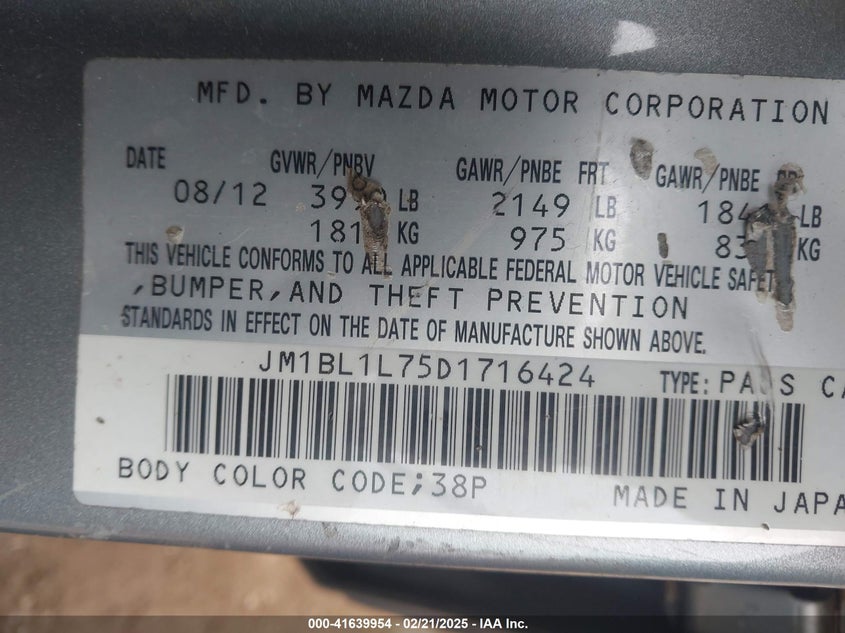 MFD. BY MAZDA MOTOR CORPORATION
DATE GVWR/PNBV GAWR/PNBE FRT GAWR/PNBE
08/12 LB 2149 LB LB
KG 975 KG KG
THIS VEHICLE CONFORMS TO ALL APPLICABLE FEDERAL MOTOR VEHICLE SAFETY
,BUMPER,AND THEFT PREVENTION
STANDARDS IN EFFECT ON THE DATE OF MANUFACTURE SHOWN ABOVE.
JM1BL1L75D1716424 TYPE: PASS
BODY COLOR CODE;38P MADE IN JAPA
000-41639954 - 02/21/2025 - IAA Inc.